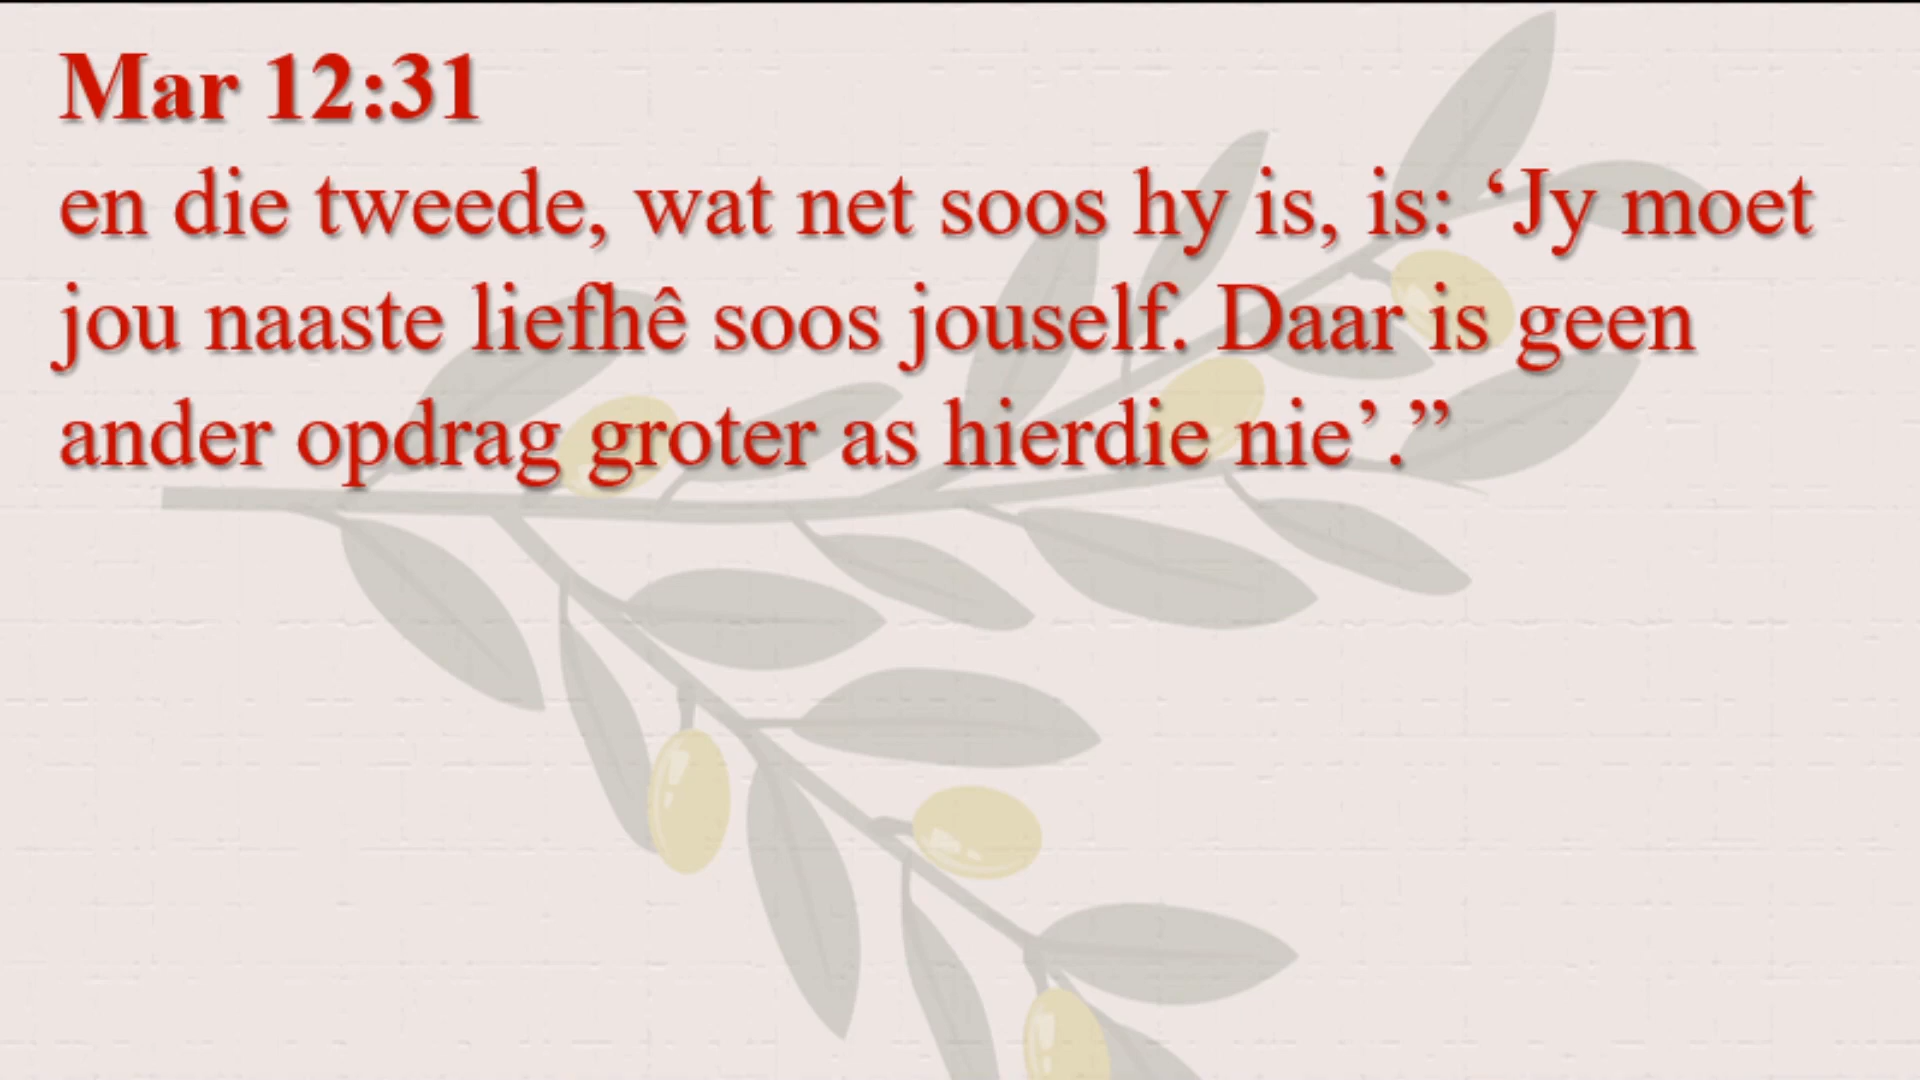 Mar 12:31
en die tweede, wat net soos hy is, is: ‘Jy moet
jou naaste liefhê soos jouself. Daar is geen
ander opdrag groter as hierdie nie’.”